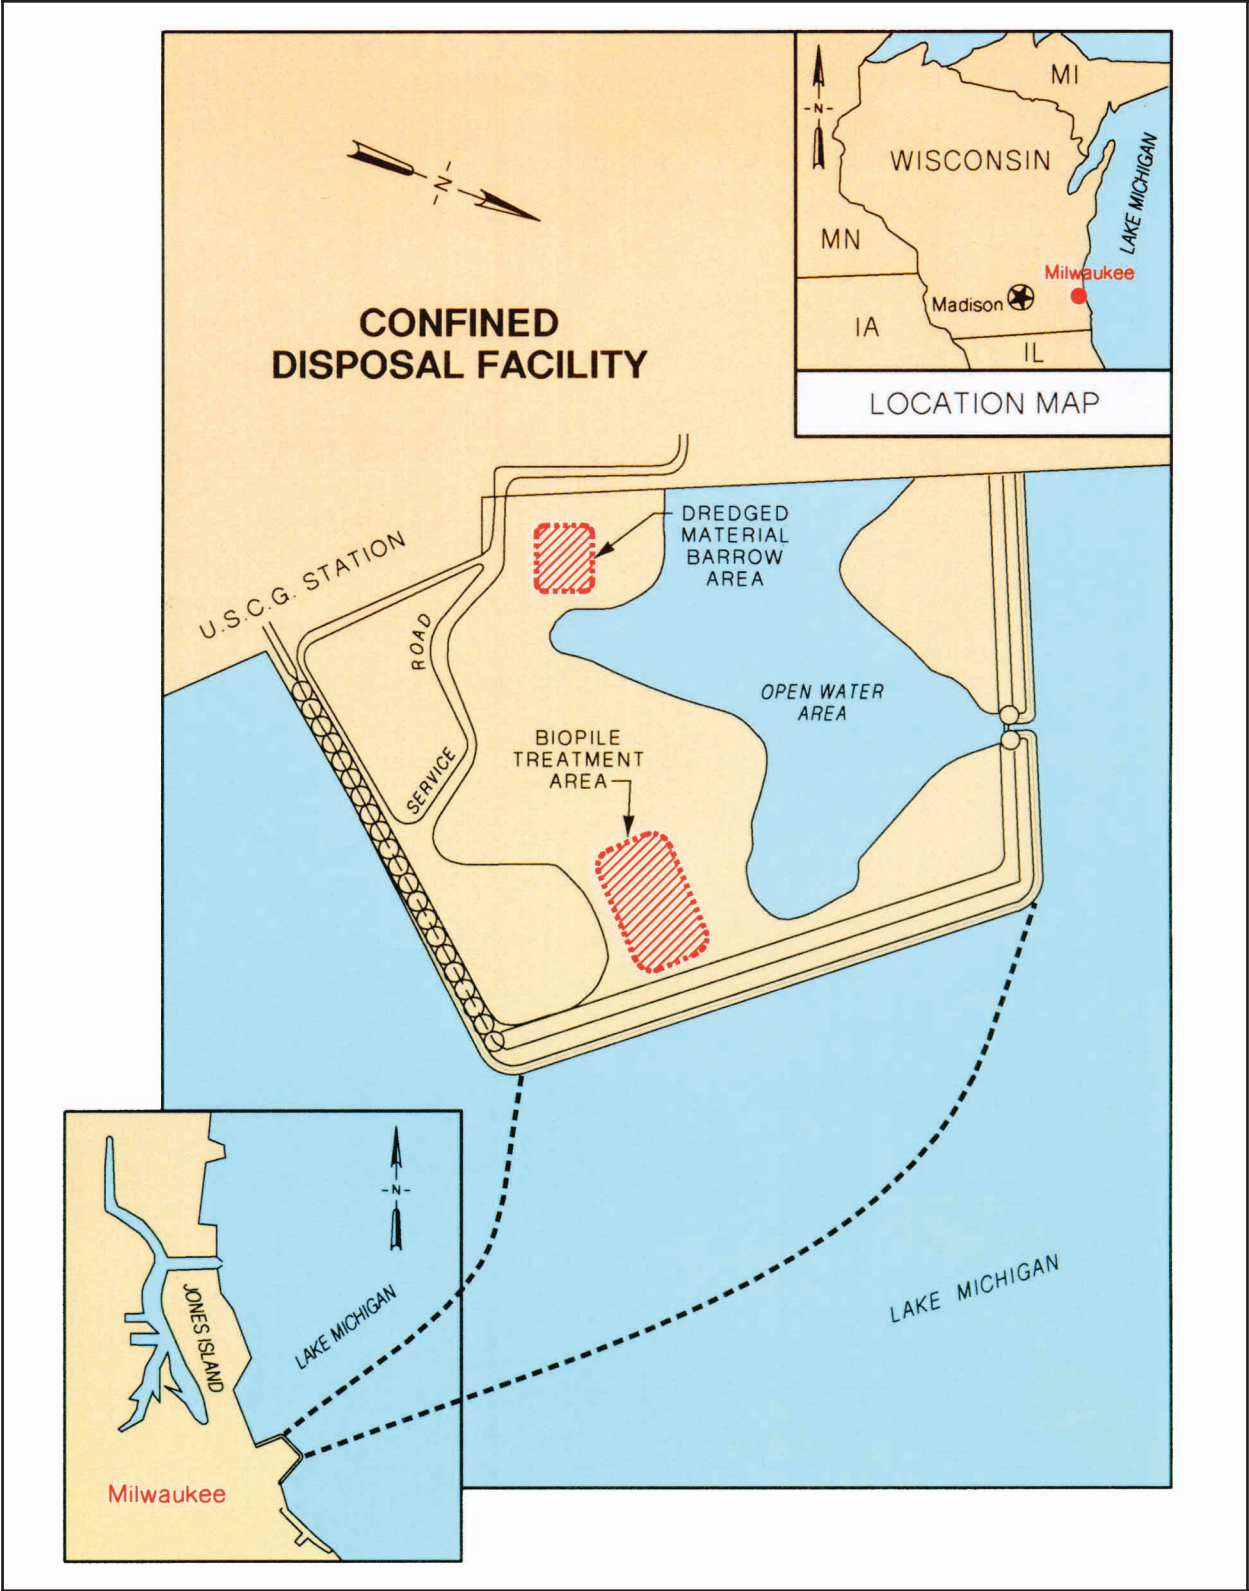 -N-
CONFINED
DISPOSAL FACILITY
-N-
MI
WISCONSIN
LAKE MICHIGAN
MN
Milwaukee
Madison
IA
IL
LOCATION MAP
U.S.C.G. STATION
DREDGED
MATERIAL
BARROW
AREA
ROAD
SERVICE
OPEN WATER
AREA
BIOPILE
TREATMENT
AREA
-N-
JONES ISLAND
LAKE MICHIGAN
Milwaukee
LAKE MICHIGAN